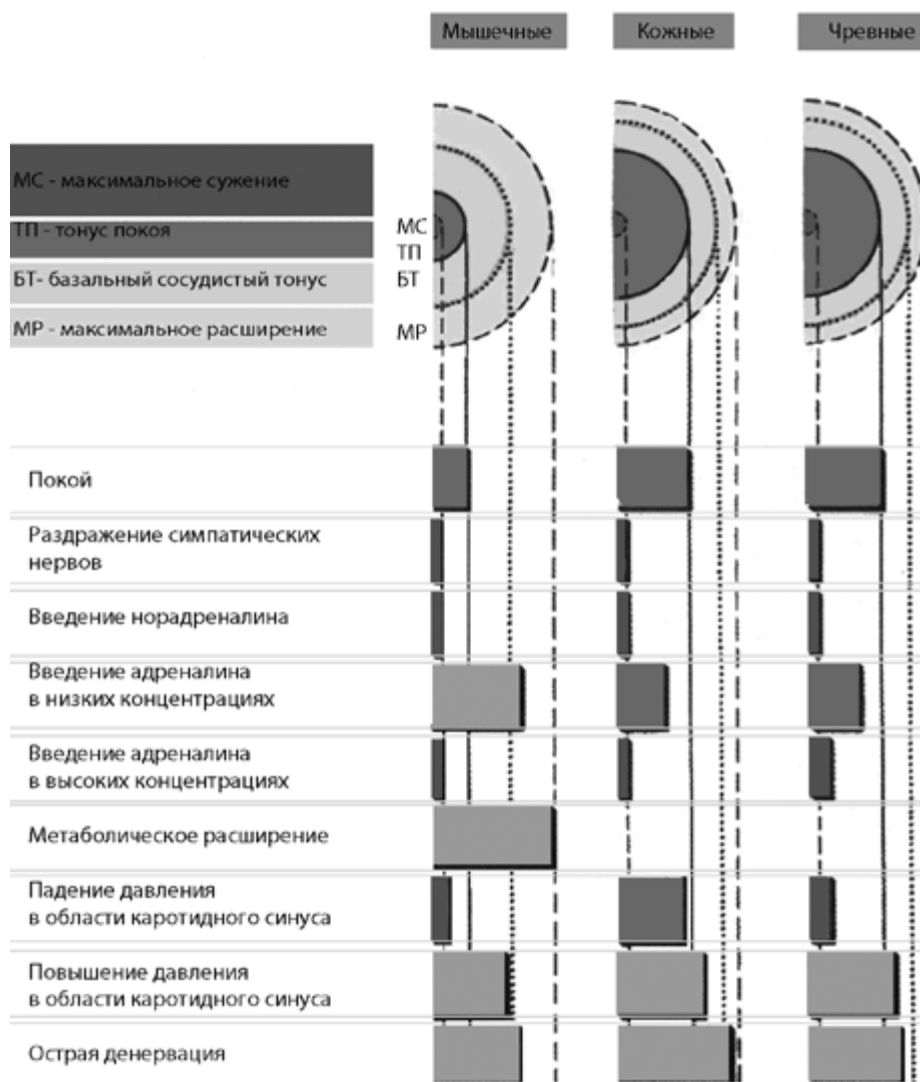 Мышечные Кожные Чревные
МС - максимальное сужение
ТП - тонус покоя
БТ- базальный сосудистый тонус
МР - максимальное расширение
МС
ТП
БТ
МР
Покой
Раздражение симпатических
нервов
Введение норадреналина
Введение адреналина
в низких концентрациях
Введение адреналина
в высоких концентрациях
Метаболическое расширение
Падение давления
в области каротидного синуса
Повышение давления
в области каротидного синуса
Острая денервация